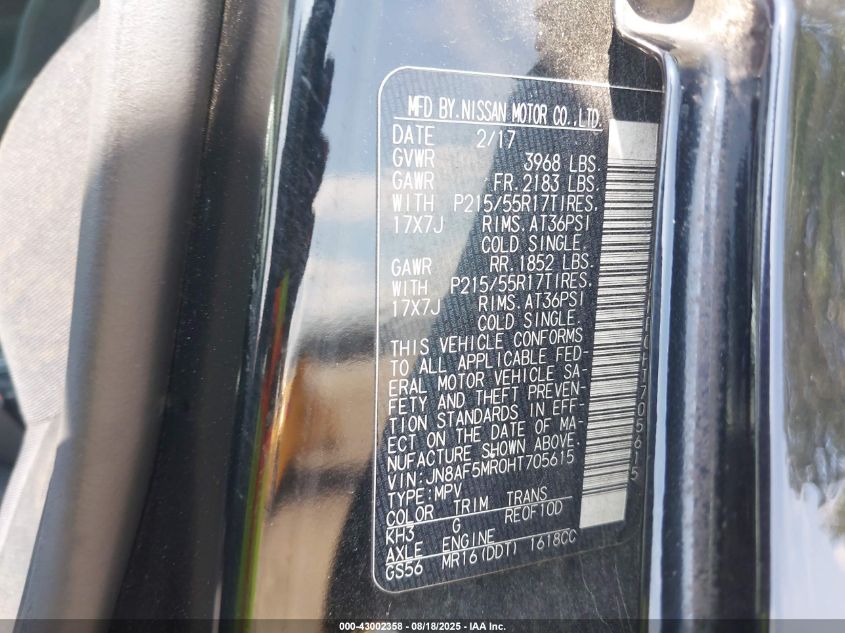 MFD BY. NISSAN MOTOR CO., LTD.
DATE 2/17
GVWR 3968 LBS.
GAWR FR. 2183 LBS.
WITH P215/55R17TIRES.
17X7J RIMS. AT36PSI
COLD SINGLE.
GAWR RR. 1852 LBS.
WITH P215/55R17TIRES.
17X7J RIMS. AT36PSI
COLD SINGLE.
THIS VEHICLE CONFORMS
TO ALL APPLICABLE FED-
ERAL MOTOR VEHICLE SA-
FETY AND THEFT PREVEN-
TION STANDARDS IN EFF-
ECT ON THE DATE OF MA-
NUFACTURE SHOWN ABOVE.
VIN: JN8AF5MR0HT705615
TYPE: MPV
COLOR TRIM TRANS
KH3 G RE0F10D
AXLE ENGINE
GS56 MR16(DDT) 1618CC
000-43002358 - 08/18/2025 - IAA Inc.